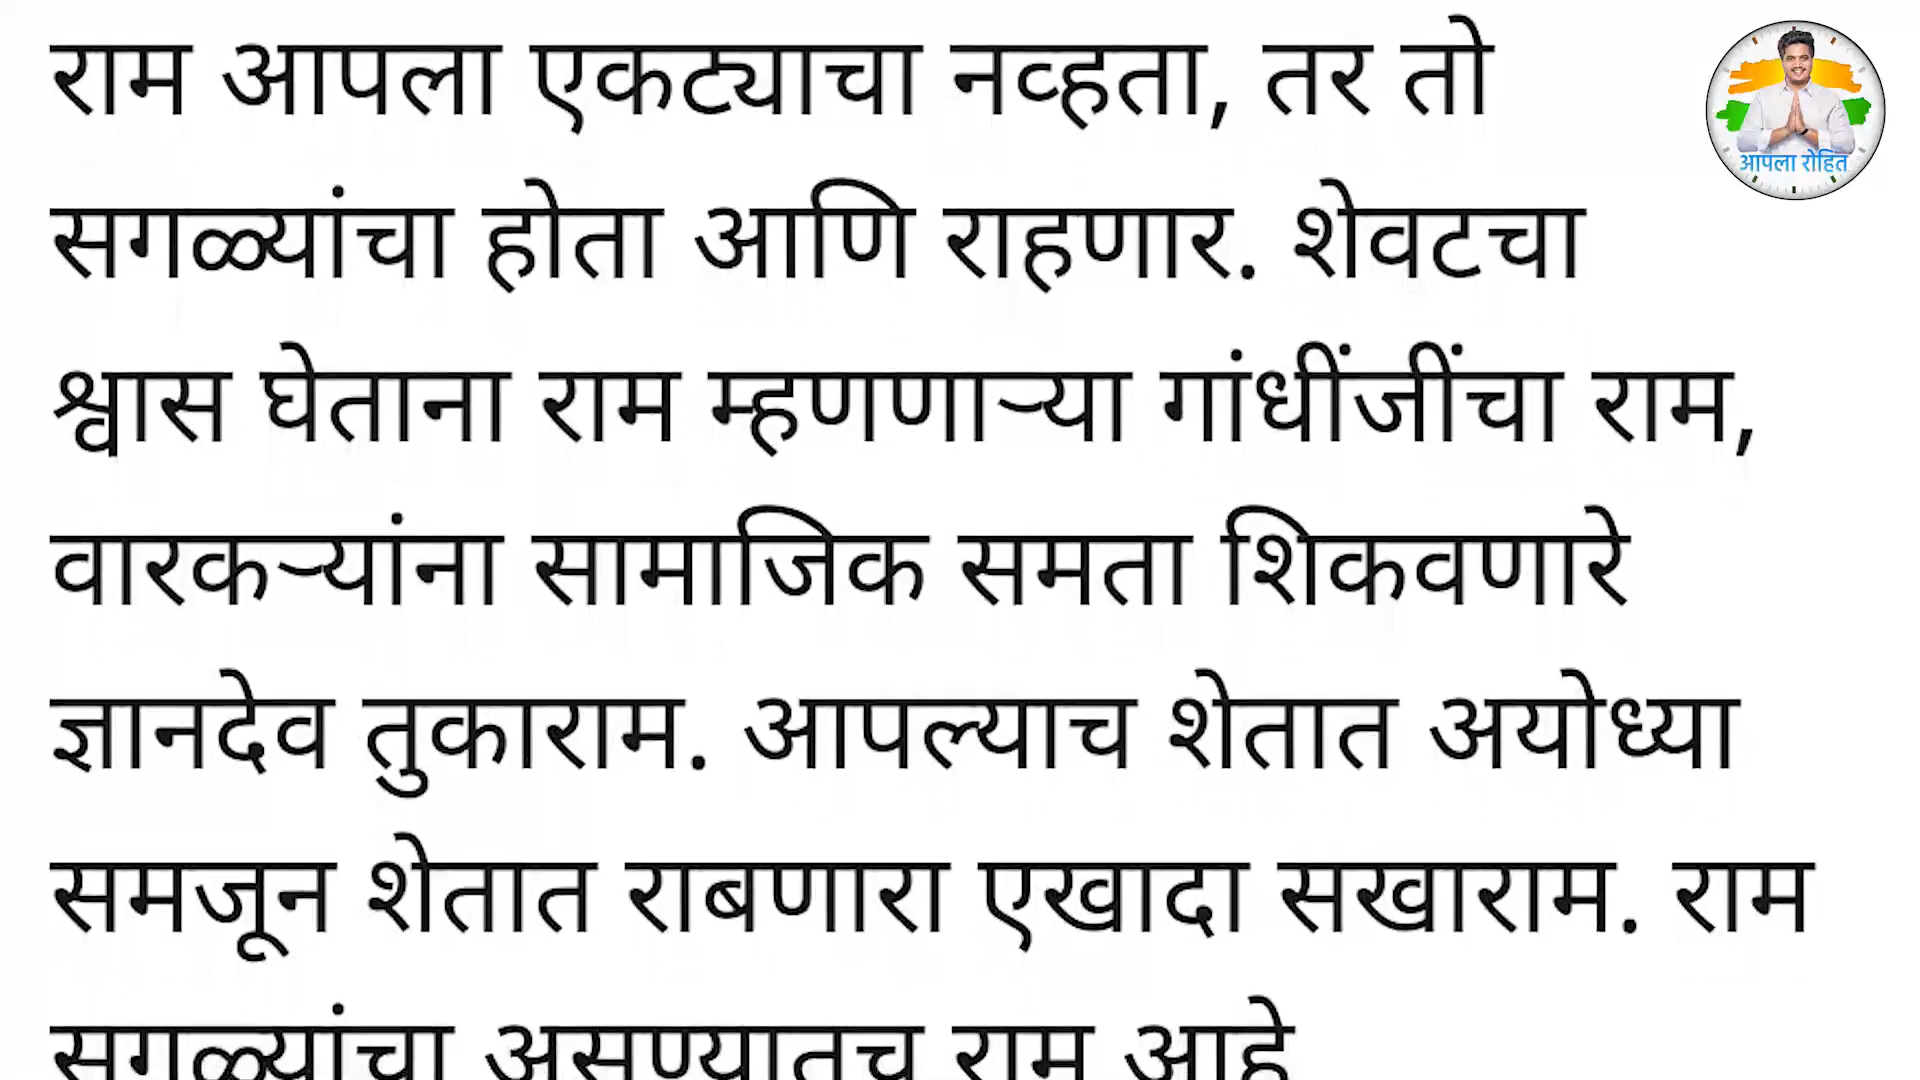 राम आपला एकट्याचा नव्हता, तर तो
सगळ्यांचा होता आणि राहणार. शेवटचा
श्वास घेताना राम म्हणणाऱ्या गांधींजींचा राम,
वारकऱ्यांना सामाजिक समता शिकवणारे
ज्ञानदेव तुकाराम. आपल्याच शेतात अयोध्या
समजून शेतात राबणारा एखादा सखाराम. राम
सगळ्यांचा असण्यातच राम आहे
आपला रोहित